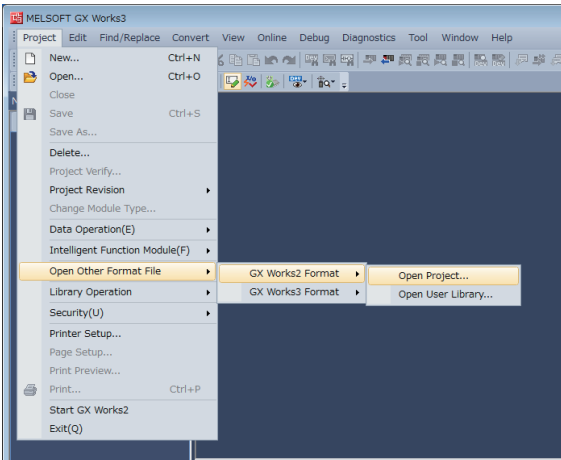 MELSOFT GX Works3
Project Edit Find/Replace Convert View Online Debug Diagnostics Tool Window Help
New... Ctrl+N
Open... Ctrl+O
Close
Save Ctrl+S
Save As...
Delete...
Project Verify...
Project Revision
Change Module Type...
Data Operation(E)
Intelligent Function Module(F)
Open Other Format File
GX Works2 Format
Open Project...
Library Operation
GX Works3 Format
Open User Library...
Security(U)
Printer Setup...
Page Setup...
Print Preview...
Print... Ctrl+P
Start GX Works2
Exit(Q)